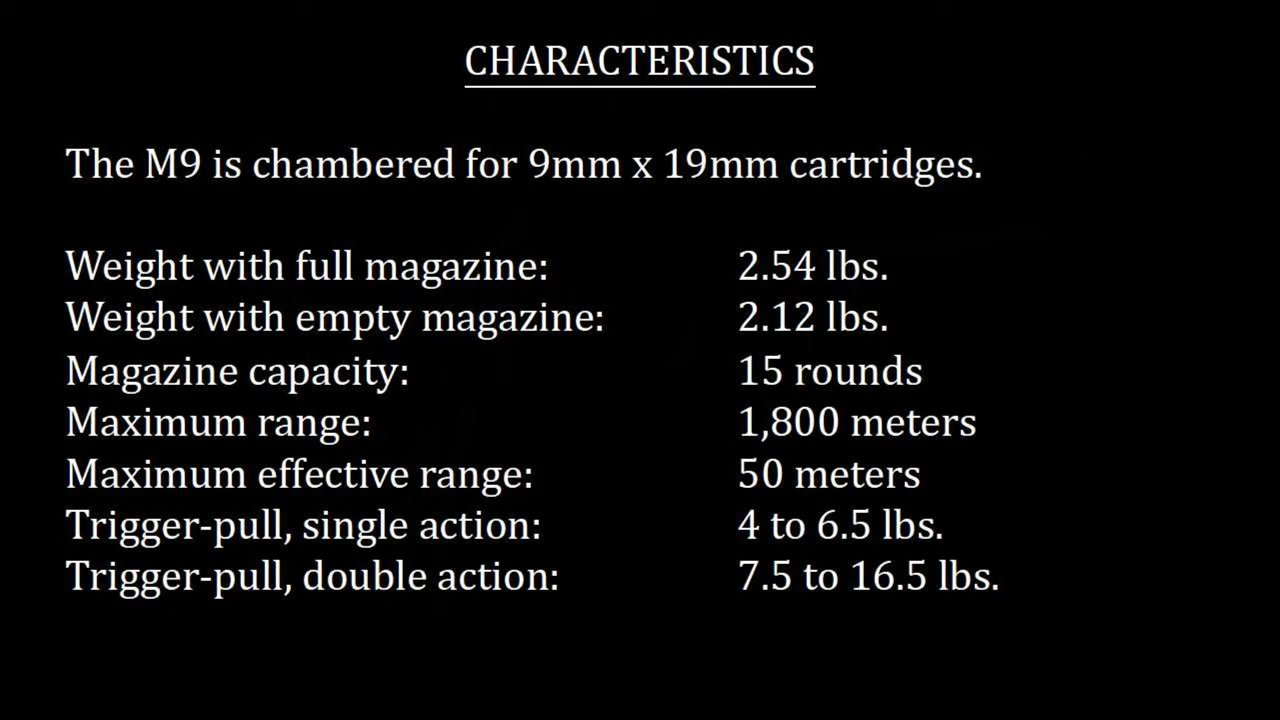 CHARACTERISTICS
The M9 is chambered for 9mm x 19mm cartridges.
Weight with full magazine: 2.54 lbs.
Weight with empty magazine: 2.12 lbs.
Magazine capacity: 15 rounds
Maximum range: 1,800 meters
Maximum effective range: 50 meters
Trigger-pull, single action: 4 to 6.5 lbs.
Trigger-pull, double action: 7.5 to 16.5 lbs.